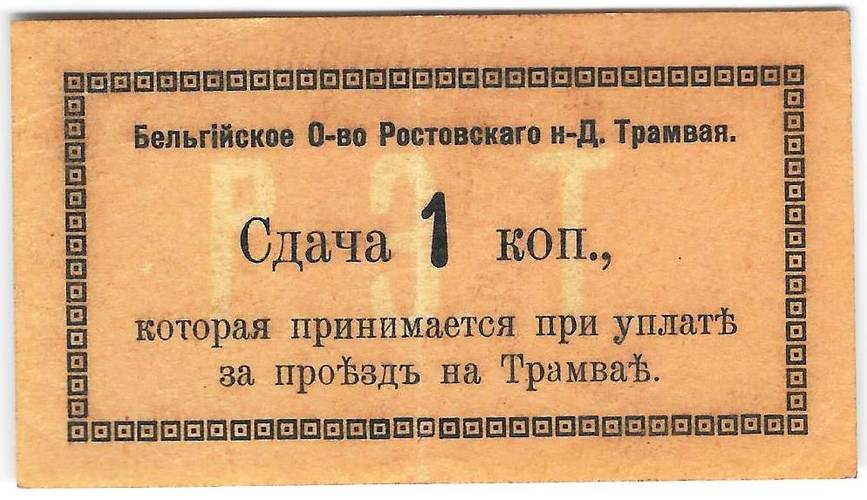 Бельгійское О-во Ростовскаго н-Д. Трамвая.
Р Э Т
Сдача 1 коп.,
которая принимается при уплатѣ
за проѣздъ на Трамваѣ.